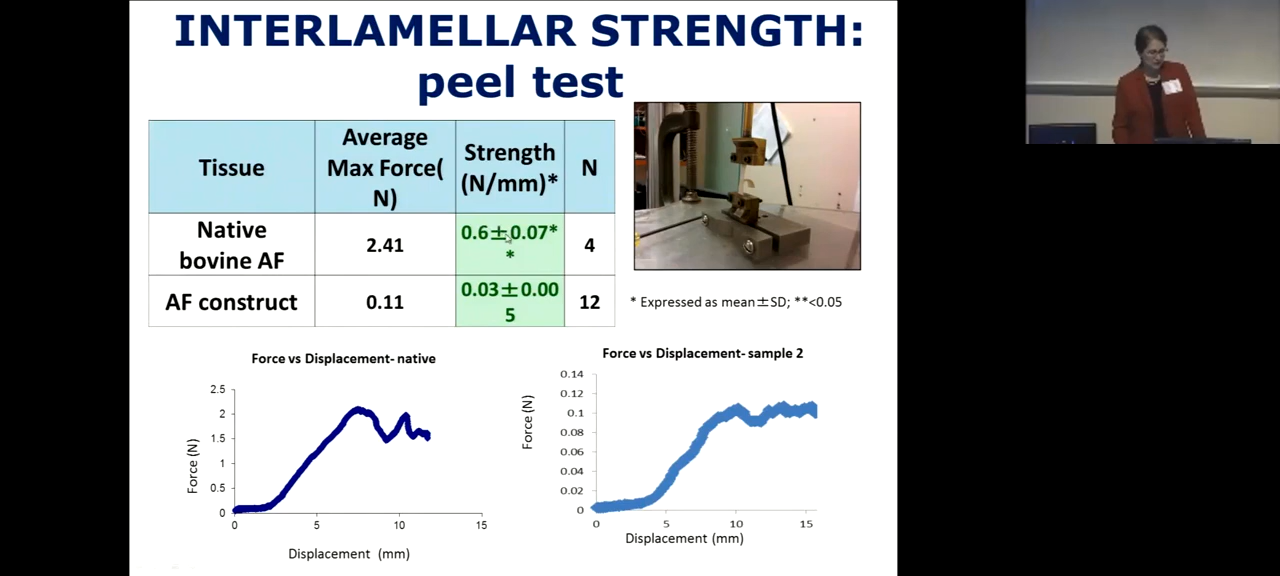 INTERLAMELLAR STRENGTH:
peel test
Tissue
Average
Max Force(
N)
Strength
(N/mm)*
N
Native
bovine AF
2.41
0.6±0.07*
*
4
AF construct
0.11
0.03±0.00
5
12
* Expressed as mean±SD; **<0.05
Force vs Displacement- native
2.5
2
1.5
1
0.5
0
0
5
10
15
Force (N)
Displacement (mm)
Force vs Displacement- sample 2
0.14
0.12
0.1
0.08
0.06
0.04
0.02
0
0
5
10
15
Force (N)
Displacement (mm)